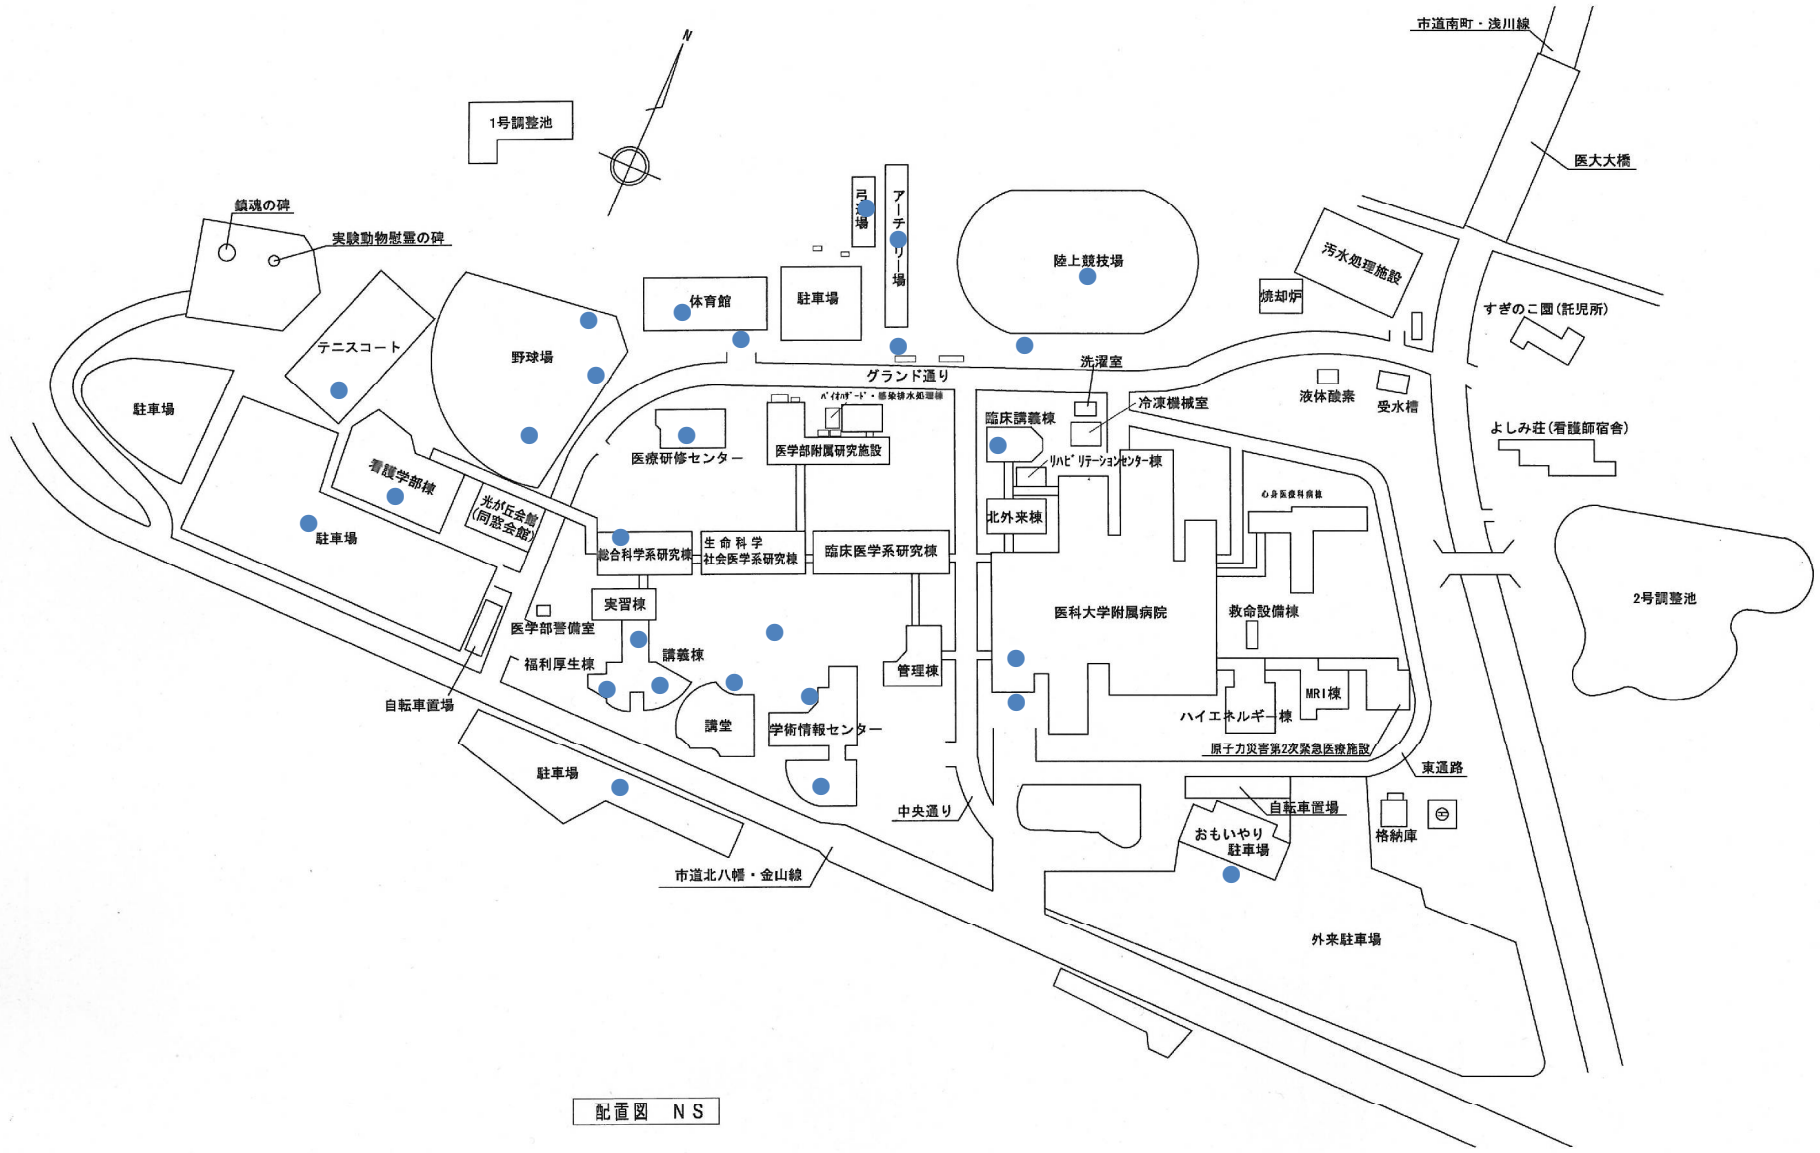 市道南町・浅川線
N
1号調整池
医大大橋
弓
場
アーチ
リー場
鎮魂の碑
実験動物慰霊の碑
汚水処理施設
陸上競技場
焼却炉
体育館
駐車場
すぎのこ園(託児所)
テニスコート
野球場
洗濯室
グランド通り
液体酸素
受水槽
バイオハザード・感染排水処理棟
冷凍機械室
駐車場
臨床講義棟
よしみ荘(看護師宿舎)
医療研修センター
医学部附属研究施設
リハビリテーションセンター棟
看護学部棟
心身医療科病棟
光が丘会館
(同窓会館)
北外来棟
駐車場
総合科学系研究棟
生命科学
社会医学系研究棟
臨床医学系研究棟
2号調整池
実習棟
医科大学附属病院
救命設備棟
医学部警備室
福利厚生棟
講義棟
管理棟
自転車置場
MRI棟
ハイエネルギー棟
講堂
学術情報センター
原子力災害第2次緊急医療施設
東通路
駐車場
中央通り
自転車置場
おもいやり
駐車場
格納庫
H
市道北八幡・金山線
外来駐車場
配置図 NS